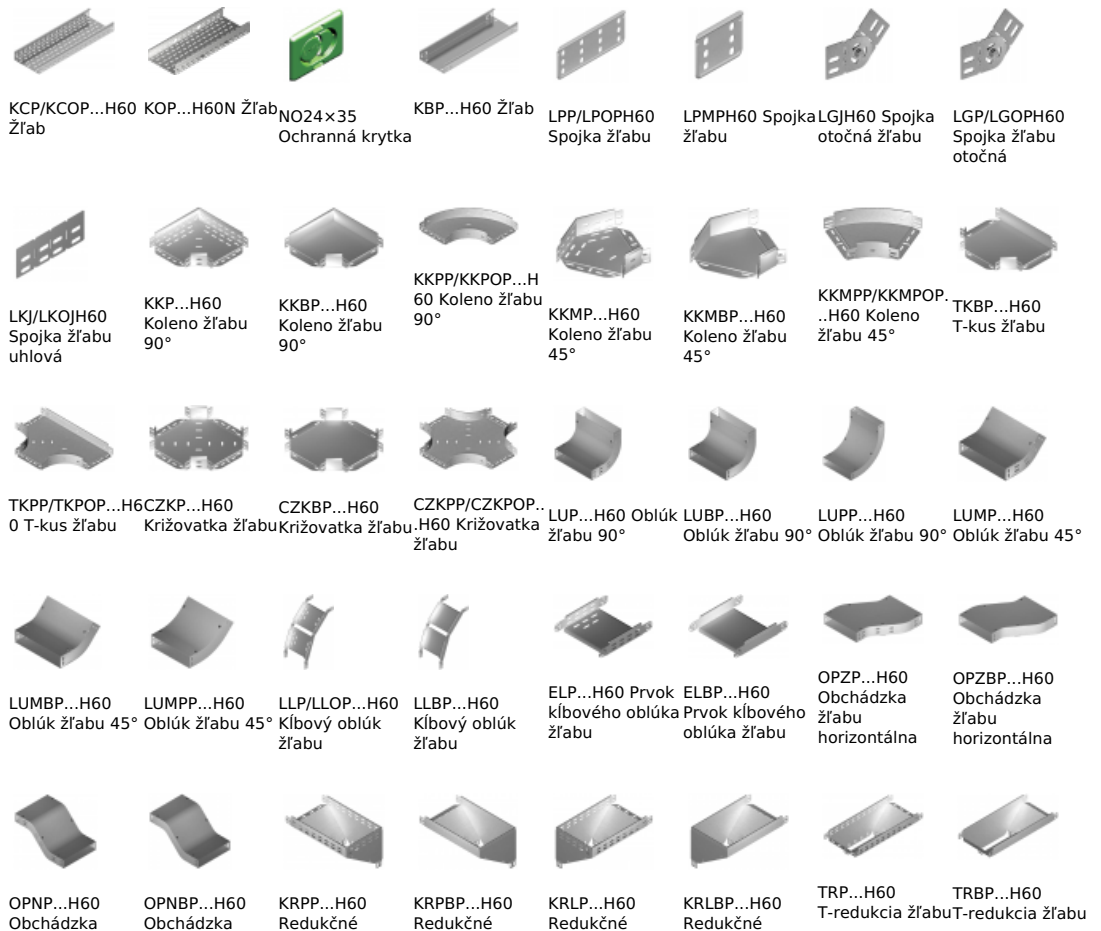 KCP/KCOP...H60
Žľab
KOP...H60N Žľab
NO24×35
Ochranná krytka
KBP...H60 Žľab
LPP/LPOPH60
Spojka žľabu
LPMPH60 Spojka
žľabu
LGJH60 Spojka
otočná žľabu
LGP/LGOPH60
Spojka žľabu
otočná
LKJ/LKOJH60
Spojka žľabu
uhlová
KKP...H60
Koleno žľabu
90°
KKBP...H60
Koleno žľabu
90°
KKPP/KKPOP...H
60 Koleno žľabu
90°
KKMP...H60
Koleno žľabu
45°
KKMBP...H60
Koleno žľabu
45°
KKMPP/KKMPOP.
..H60 Koleno
žľabu 45°
TKBP...H60
T-kus žľabu
TKPP/TKPOP...H6
0 T-kus žľabu
CZKP...H60
Križovatka žľabu
CZKBP...H60
Križovatka žľabu
CZKPP/CZKPOP..
.H60 Križovatka
žľabu
LUP...H60 Oblúk
žľabu 90°
LUBP...H60
Oblúk žľabu 90°
LUPP...H60
Oblúk žľabu 90°
LUMP...H60
Oblúk žľabu 45°
LUMBP...H60
Oblúk žľabu 45°
LUMPP...H60
Oblúk žľabu 45°
LLP/LLOP...H60
Kĺbový oblúk
žľabu
LLBP...H60
Kĺbový oblúk
žľabu
ELP...H60 Prvok
kĺbového oblúka
žľabu
ELBP...H60
Prvok kĺbového
oblúka žľabu
OPZP...H60
Obchádzka
žľabu
horizontálna
OPZBP...H60
Obchádzka
žľabu
horizontálna
OPNP...H60
Obchádzka
OPNBP...H60
Obchádzka
KRPP...H60
Redukčné
KRPBP...H60
Redukčné
KRLP...H60
Redukčné
KRLBP...H60
Redukčné
TRP...H60
T-redukcia žľabu
TRBP...H60
T-redukcia žľabu